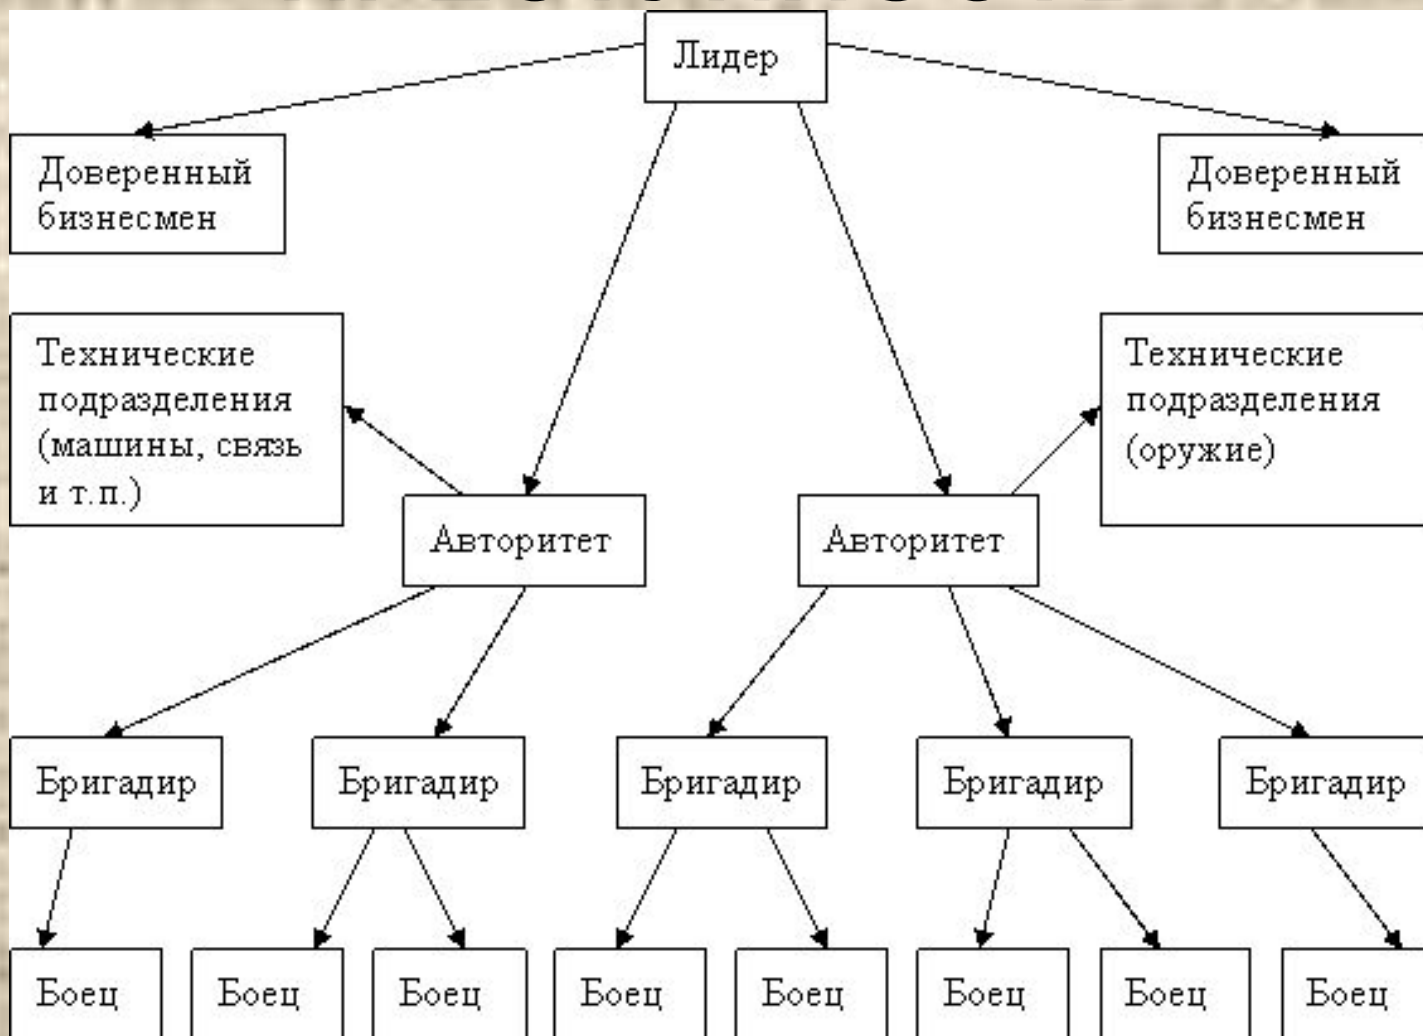 Лидер
Доверенный
бизнесмен
Доверенный
бизнесмен
Технические
подразделения
(машины, связь
и т.п.)
Технические
подразделения
(оружие)
Авторитет
Авторитет
Бригадир
Бригадир
Бригадир
Бригадир
Бригадир
Боец
Боец
Боец
Боец
Боец
Боец
Боец
Боец